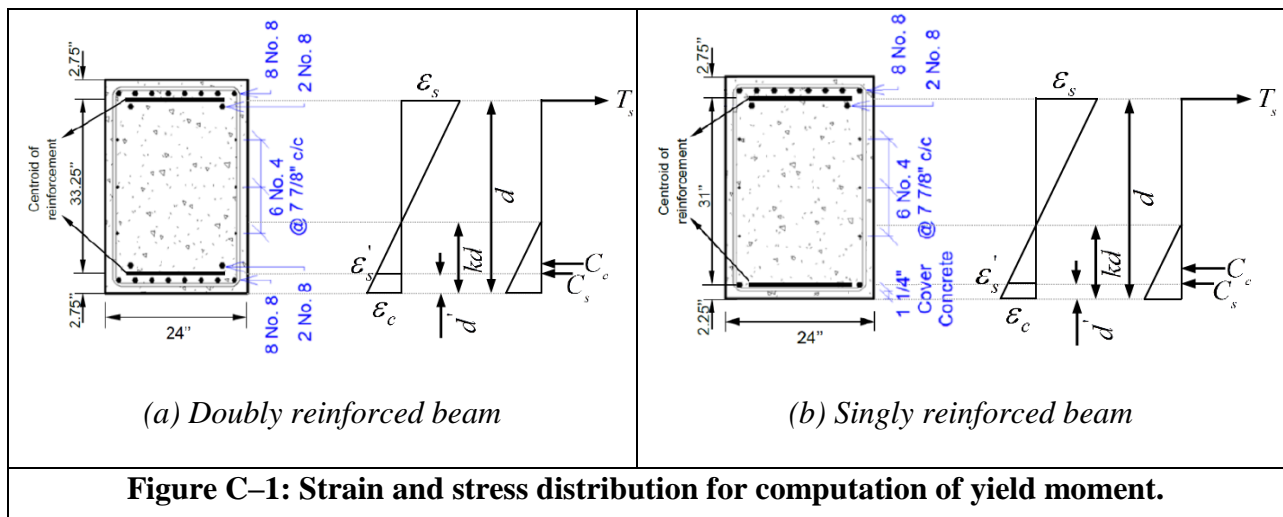 2.75"
33.25"
2.75"
Centroid of
reinforcement
24"
8 No. 8
2 No. 8
6 No. 4
@ 7 7/8" c/c
8 No. 8
2 No. 8
ε_s
ε'_s
ε_c
kd
d
d'
T_s
C_c
C_s
(a) Doubly reinforced beam
2.75"
31"
2.25"
Centroid of
reinforcement
24"
8 No. 8
2 No. 8
6 No. 4
@ 7 7/8" c/c
1 1/4"
Cover
Concrete
ε_s
ε'_s
ε_c
kd
d
d'
T_s
C_c
C_s
(b) Singly reinforced beam
Figure C–1: Strain and stress distribution for computation of yield moment.